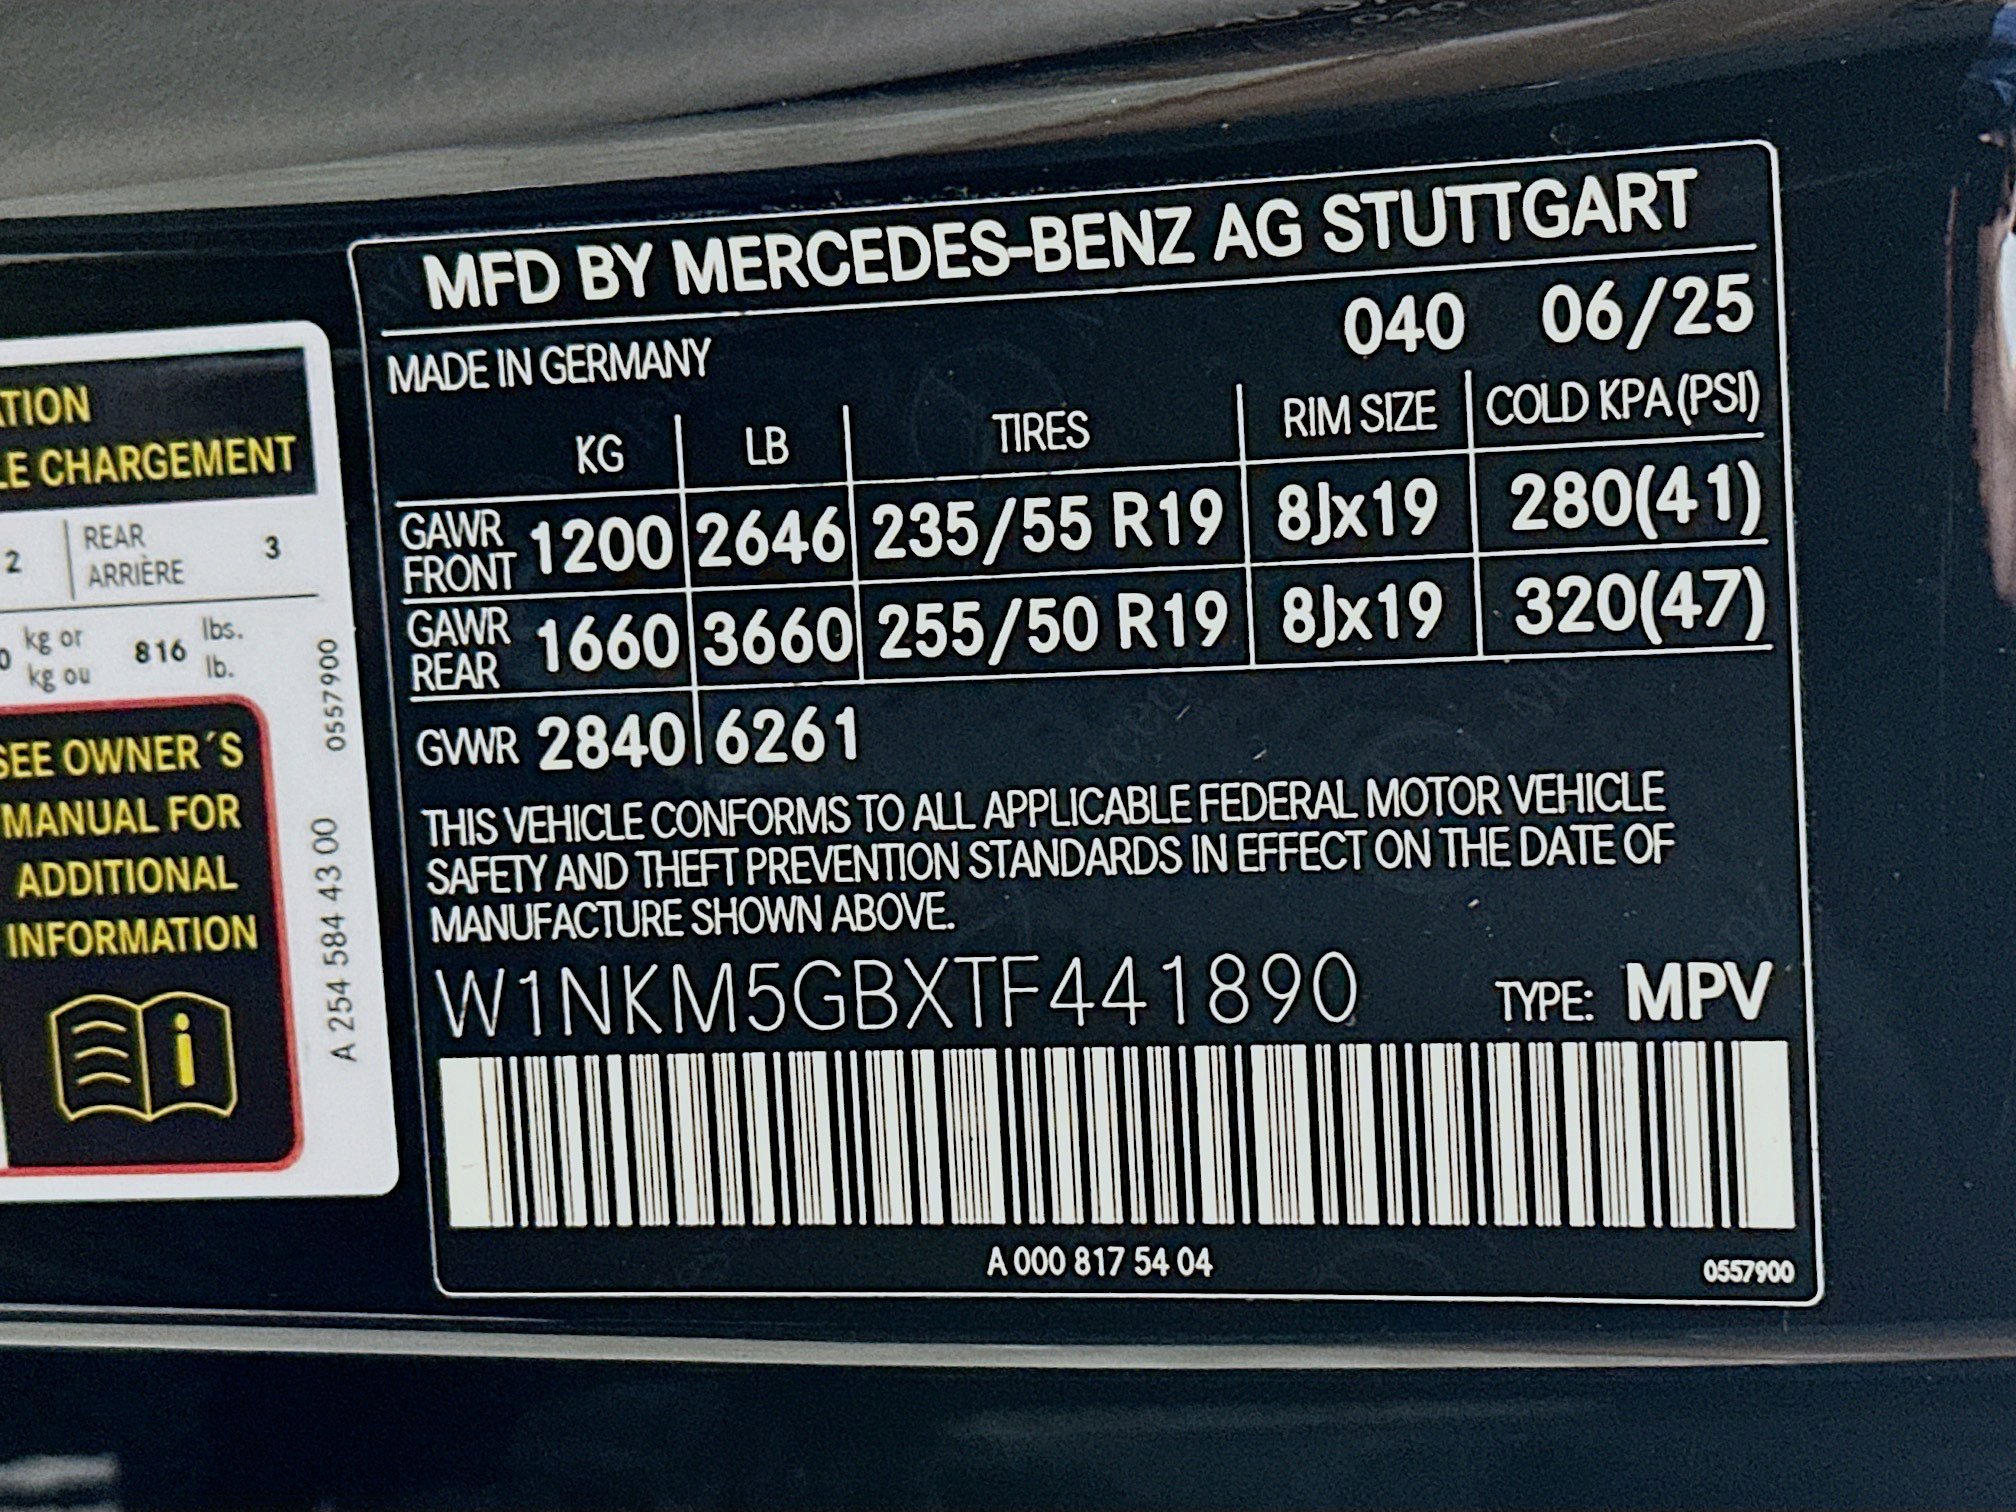 MFD BY MERCEDES-BENZ AG STUTTGART
MADE IN GERMANY 040 06/25
KG LB TIRES RIM SIZE COLD KPA (PSI)
GAWR FRONT 1200 2646 235/55 R19 8Jx19 280(41)
GAWR REAR 1660 3660 255/50 R19 8Jx19 320(47)
GVWR 2840 6261
THIS VEHICLE CONFORMS TO ALL APPLICABLE FEDERAL MOTOR VEHICLE
SAFETY AND THEFT PREVENTION STANDARDS IN EFFECT ON THE DATE OF
MANUFACTURE SHOWN ABOVE.
W1NKM5GBXTF441890 TYPE: MPV
A 000 817 54 04 0557900
CHARGEMENT
2 REAR 3
ARRIÈRE
kg or 816 lbs.
kg ou lb.
SEE OWNER´S
MANUAL FOR
ADDITIONAL
INFORMATION
A 254 584 43 00 0557900